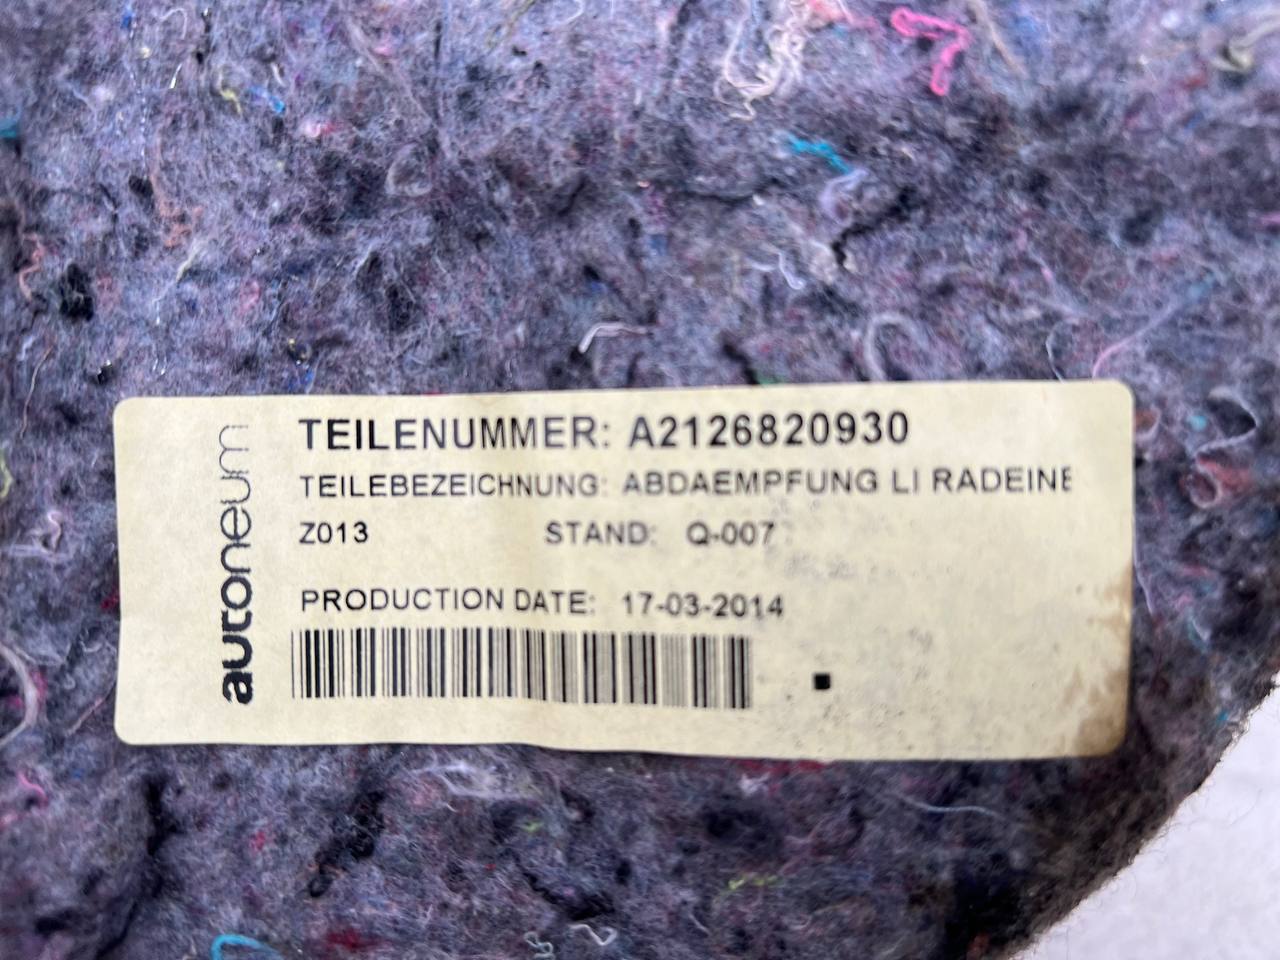 autoneum
TEILENUMMER: A2126820930
TEILEBEZEICHNUNG: ABDAEMPFUNG LI RADEINE
Z013 STAND: Q-007
PRODUCTION DATE: 17-03-2014